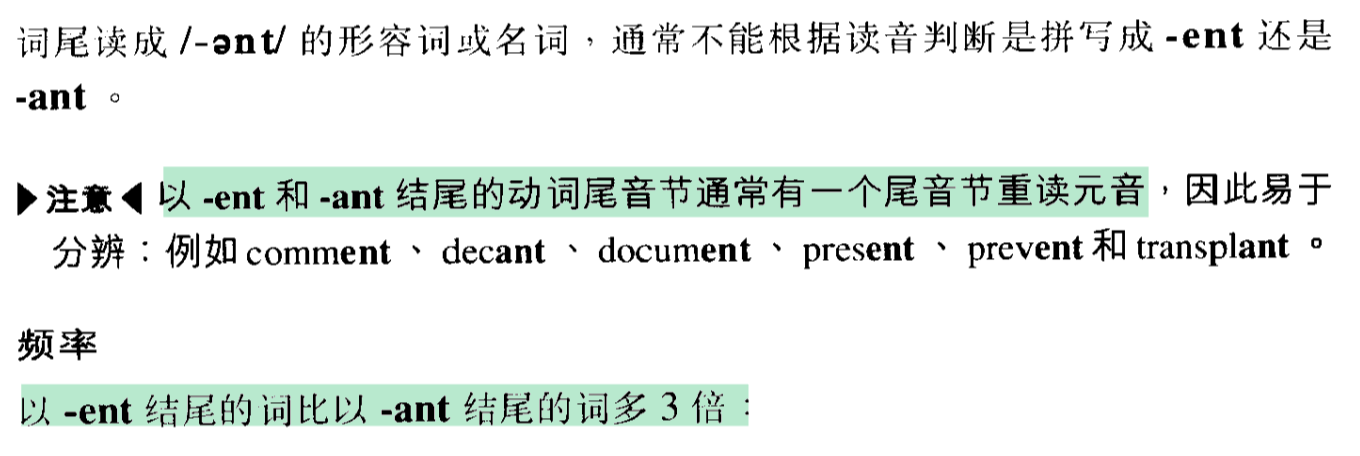 词尾读成 /-ənt/ 的形容词或名词，通常不能根据读音判断是拼写成 -ent 还是
-ant 。
▶注意◀ 以 -ent 和 -ant 结尾的动词尾音节通常有一个尾音节重读元音，因此易于
分辨：例如 comment 、 decant 、 document 、 present 、 prevent 和 transplant 。
频率
以 -ent 结尾的词比以 -ant 结尾的词多 3 倍：